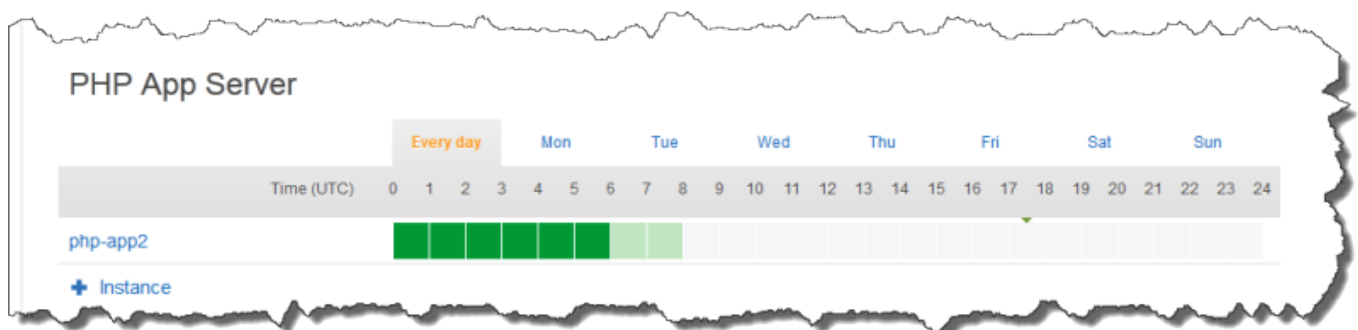 PHP App Server
Every day Mon Tue Wed Thu Fri Sat Sun
Time (UTC) 0 1 2 3 4 5 6 7 8 9 10 11 12 13 14 15 16 17 18 19 20 21 22 23 24
php-app2
+ Instance